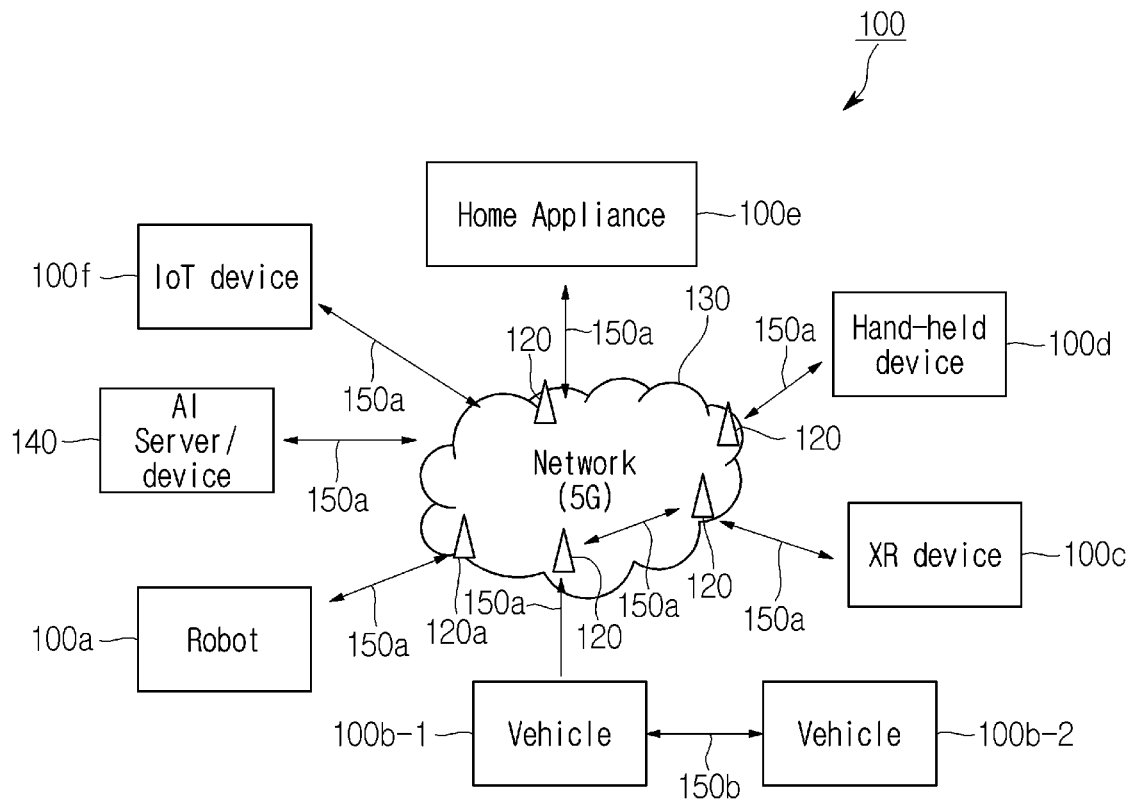 100
Home Appliance
100e
IoT device
100f
130
120
150a
150a
Hand-held
device
100d
150a
AI
Server/
device
140
150a
120
Network
(5G)
XR device
100c
150a
120
150a
150a
120
120a
150a
Robot
100a
Vehicle
100b-1
150b
Vehicle
100b-2